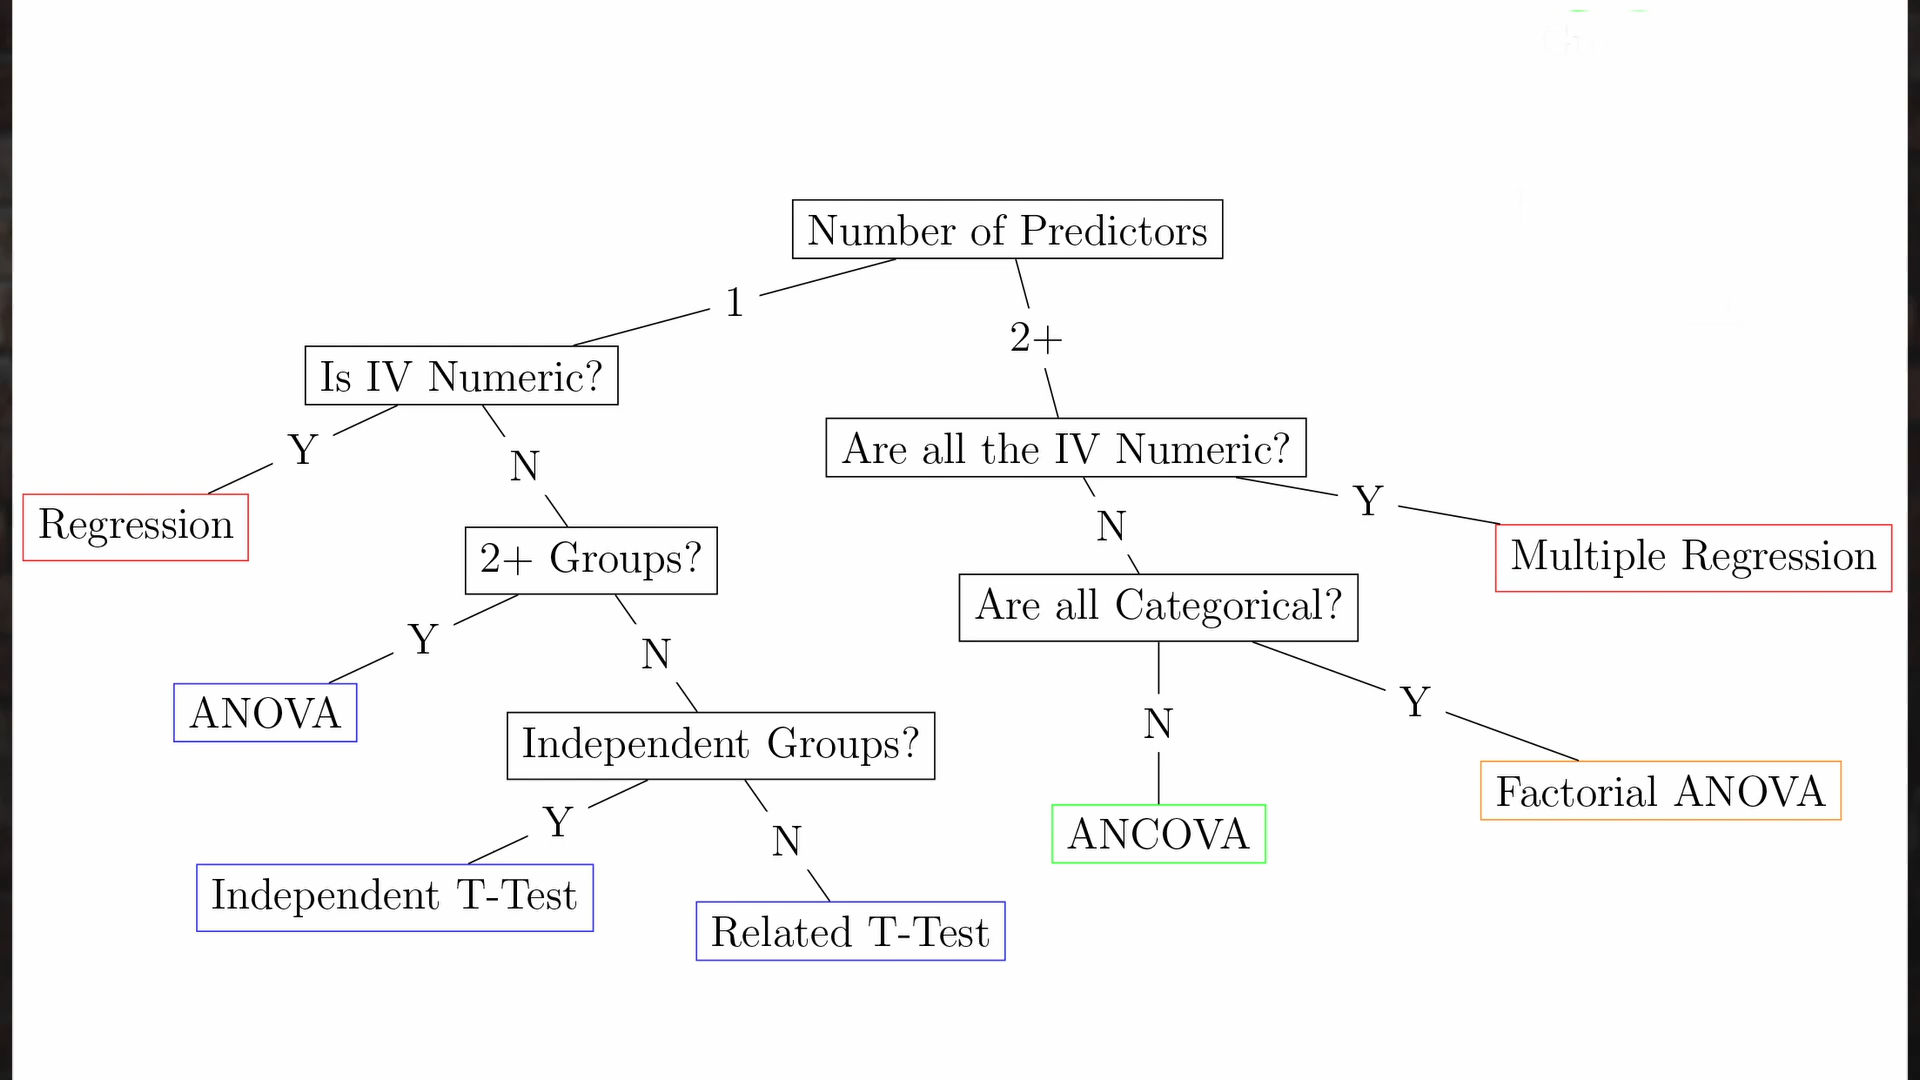 Number of Predictors
1
2+
Is IV Numeric?
Are all the IV Numeric?
Y
N
N
Y
Regression
2+ Groups?
Are all Categorical?
Multiple Regression
Y
N
N
Y
ANOVA
Independent Groups?
Factorial ANOVA
Y
N
ANCOVA
Independent T-Test
Related T-Test